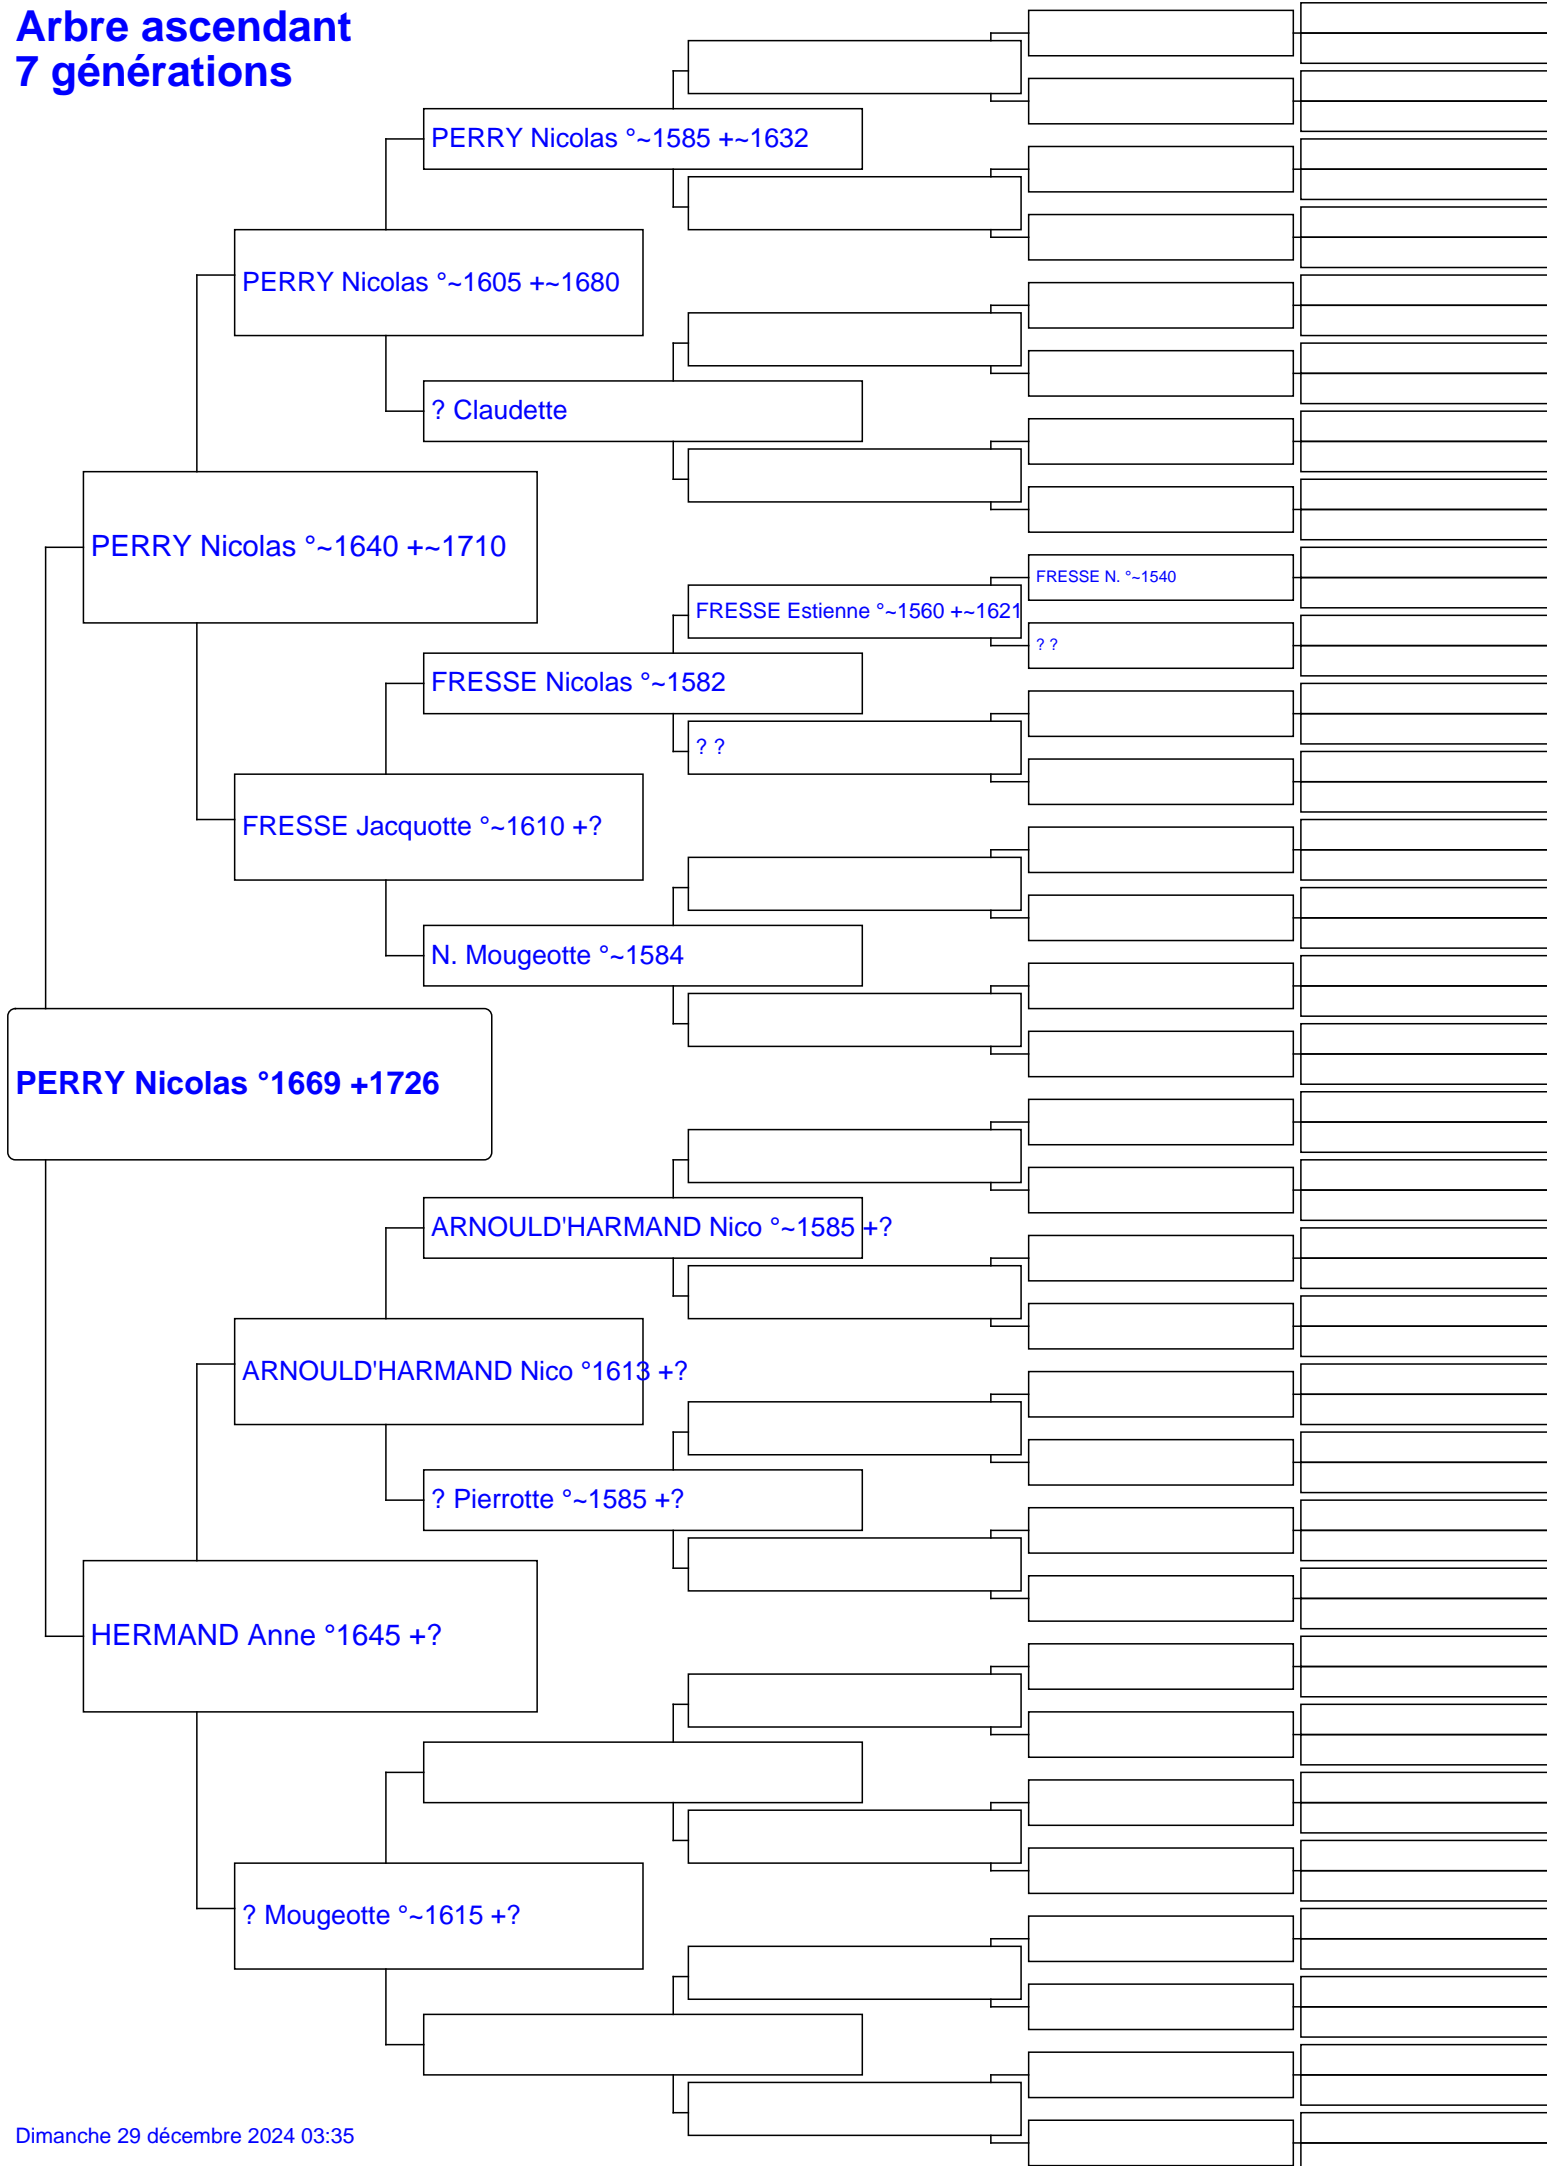 Arbre ascendant
7 générations
PERRY Nicolas °~1585 +~1632
PERRY Nicolas °~1605 +~1680
? Claudette
PERRY Nicolas °~1640 +~1710
FRESSE N. °~1540
FRESSE Estienne °~1560 +~1621
? ?
FRESSE Nicolas °~1582
? ?
FRESSE Jacquotte °~1610 +?
N. Mougeotte °~1584
PERRY Nicolas °1669 +1726
ARNOULD'HARMAND Nico °~1585 +?
ARNOULD'HARMAND Nico °1613 +?
? Pierrotte °~1585 +?
HERMAND Anne °1645 +?
? Mougeotte °~1615 +?
Dimanche 29 décembre 2024 03:35